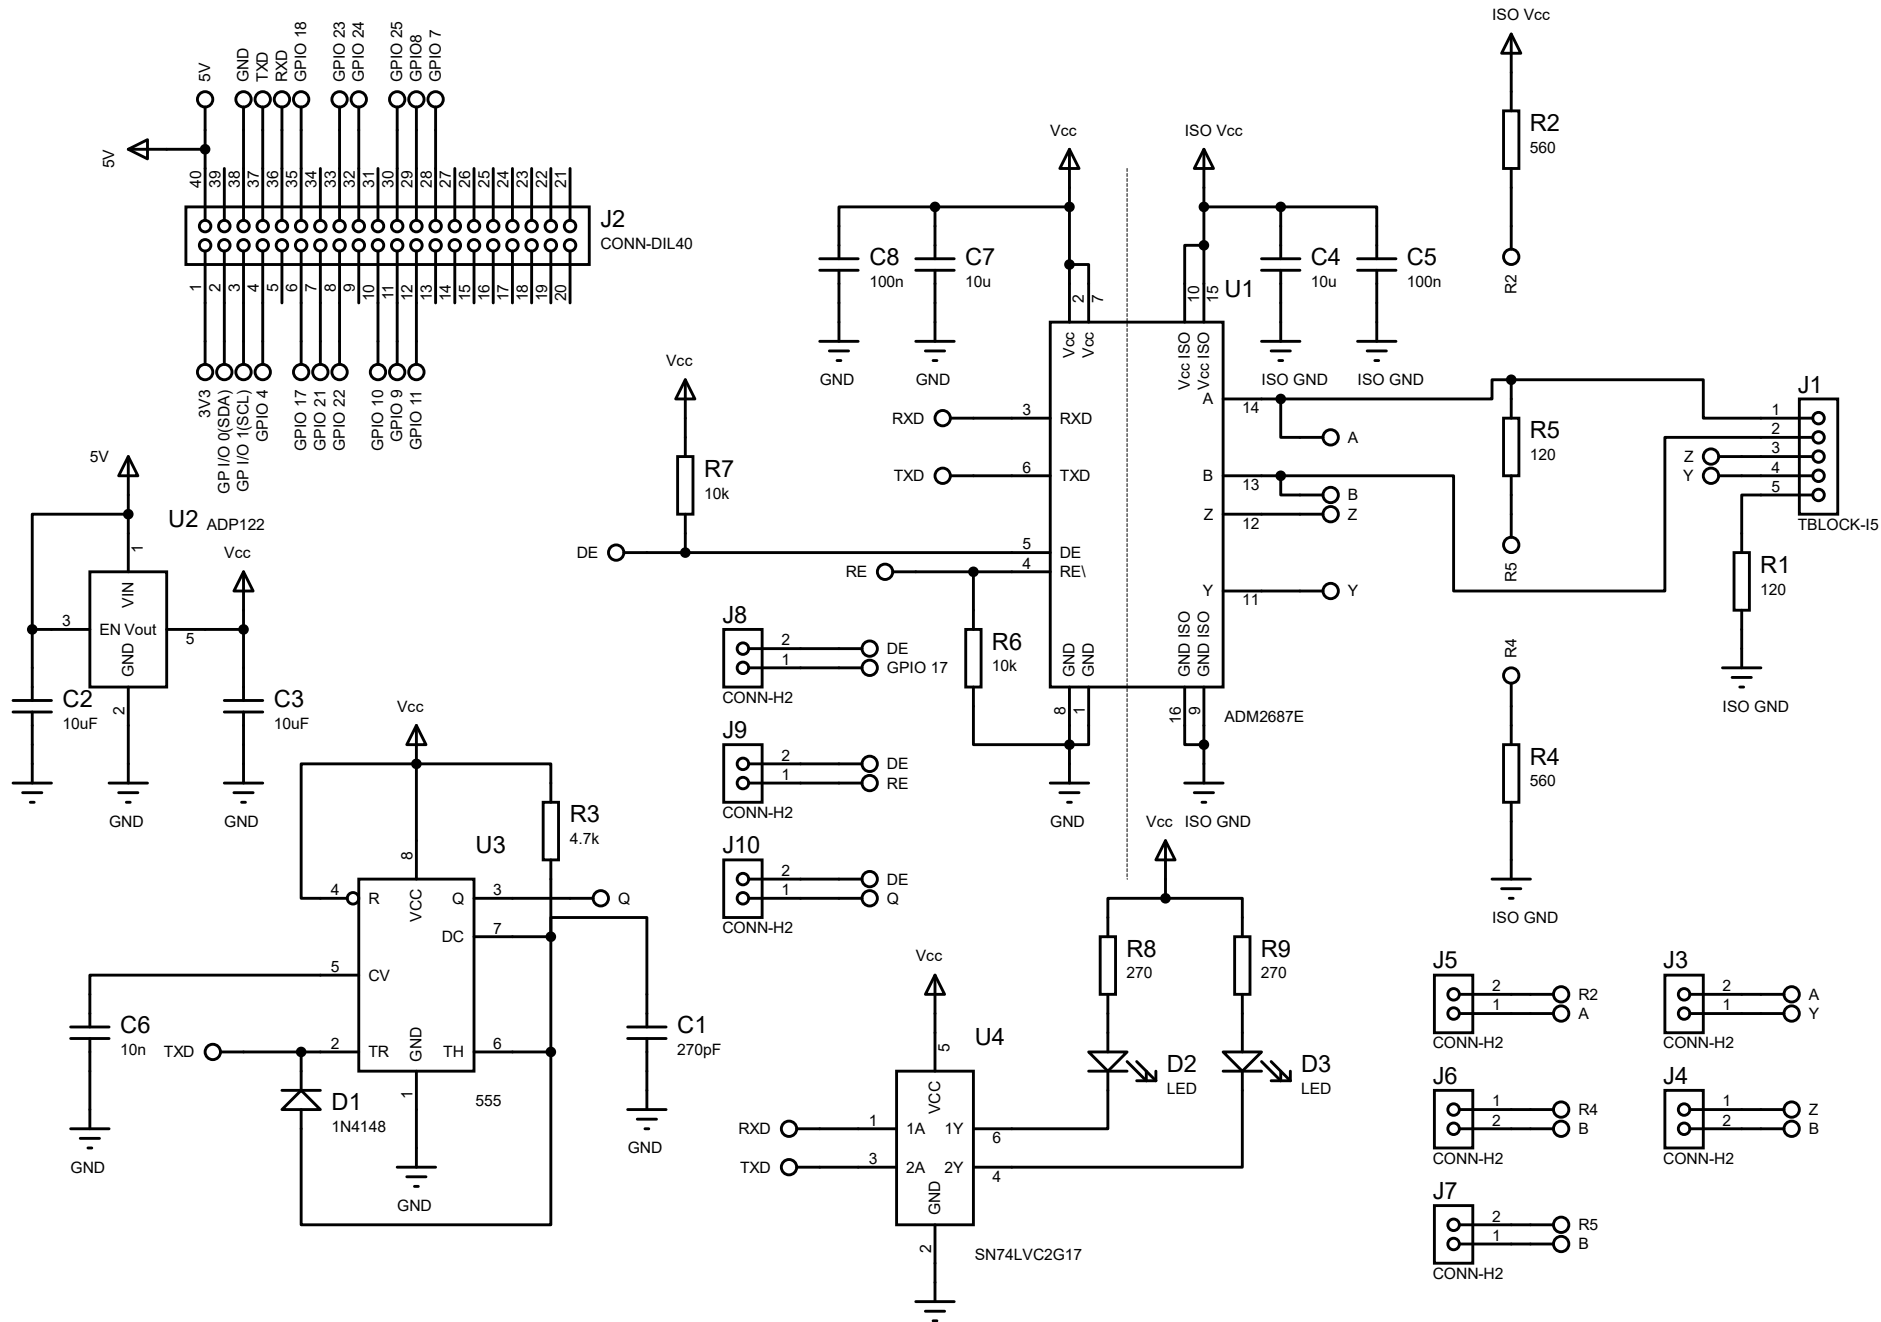 5V
GND
TXD
RXD
GPIO 18
GPIO 23
GPIO 24
GPIO 25
GPIO8
GPIO 7
5V
40 39 38 37 36 35 34 33 32 31 30 29 28 27 26 25 24 23 22 21
J2
CONN-DIL40
1 2 3 4 5 6 7 8 9 10 11 12 13 14 15 16 17 18 19 20
3V3
GP I/O 0(SDA)
GP I/O 1(SCL)
GPIO 4
GPIO 17
GPIO 21
GPIO 22
GPIO 10
GPIO 9
GPIO 11
5V
U2 ADP122
Vcc
1
VIN
3
EN Vout
5
GND
2
C2
10uF
C3
10uF
GND
GND
Vcc
R3
4.7k
U3
8
4
R
VCC
Q
3
Q
DC
7
5
CV
C6
10n
TXD
2
TR
GND
TH
6
C1
270pF
1
555
D1
1N4148
GND
GND
GND
Vcc
ISO Vcc
C8
100n
C7
10u
C4
10u
C5
100n
GND
GND
ISO GND
ISO GND
2
7
10
15
U1
Vcc
Vcc
Vcc ISO
Vcc ISO
Vcc
R7
10k
RXD
3
RXD
TXD
6
TXD
DE
5
DE
RE
4
RE\
R6
10k
A
14
A
B
13
B
Z
12
Z
Y
11
Y
GND
GND
GND ISO
GND ISO
8
1
16
9
ADM2687E
GND
ISO GND
J8
2
DE
1
GPIO 17
CONN-H2
J9
2
DE
1
RE
CONN-H2
J10
2
DE
1
Q
CONN-H2
Vcc
R8
270
R9
270
D2
LED
D3
LED
Vcc
U4
5
VCC
RXD
1
1A
1Y
6
TXD
3
2A
2Y
4
GND
2
SN74LVC2G17
ISO Vcc
R2
560
R2
R5
120
R5
J1
1
2
Z
3
Y
4
5
TBLOCK-I5
R1
120
ISO GND
R4
R4
560
ISO GND
J5
2
R2
1
A
CONN-H2
J3
2
A
1
Y
CONN-H2
J6
1
R4
2
B
CONN-H2
J4
1
Z
2
B
CONN-H2
J7
2
R5
1
B
CONN-H2